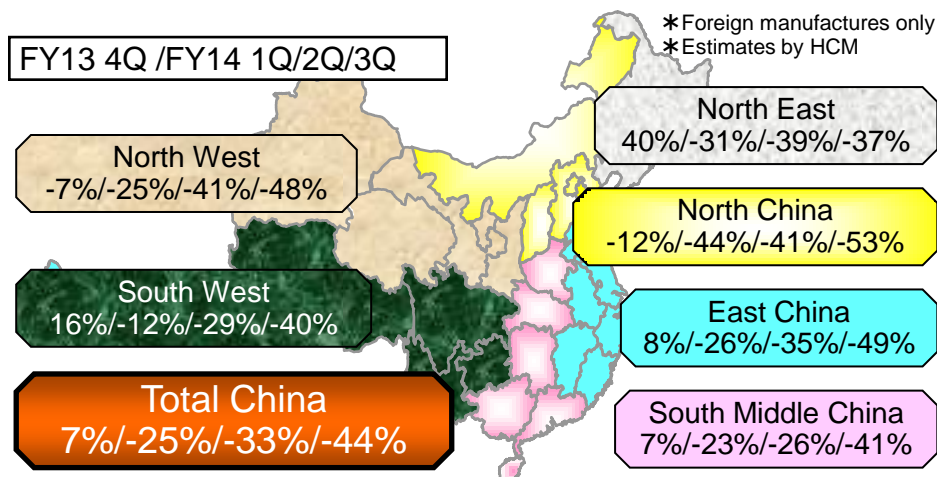 ∗Foreign manufactures only
∗Estimates by HCM
FY13 4Q /FY14 1Q/2Q/3Q
North East
40%/-31%/-39%/-37%
North West
-7%/-25%/-41%/-48%
North China
-12%/-44%/-41%/-53%
South West
16%/-12%/-29%/-40%
East China
8%/-26%/-35%/-49%
Total China
7%/-25%/-33%/-44%
South Middle China
7%/-23%/-26%/-41%